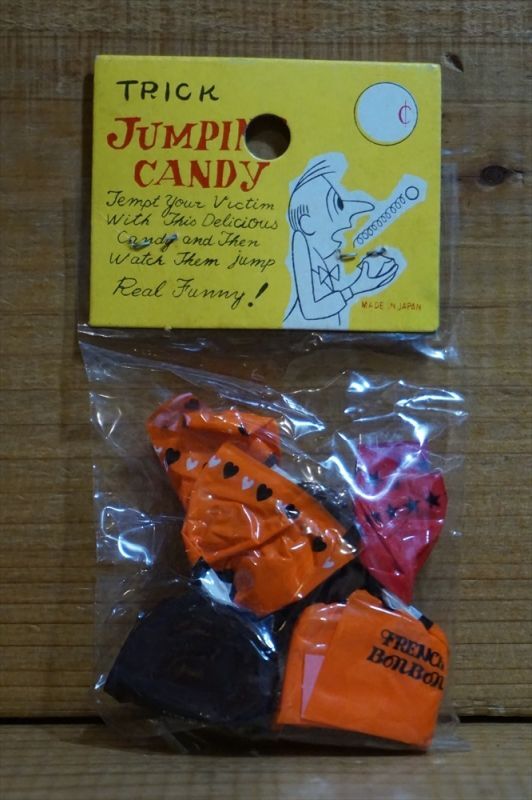 TRICK
¢
JUMPIN
CANDY
Tempt Your Victim
With This Delicious
Candy and Then
Watch Them Jump
Real Funny!
MADE IN JAPAN
FRENCH
BONBON